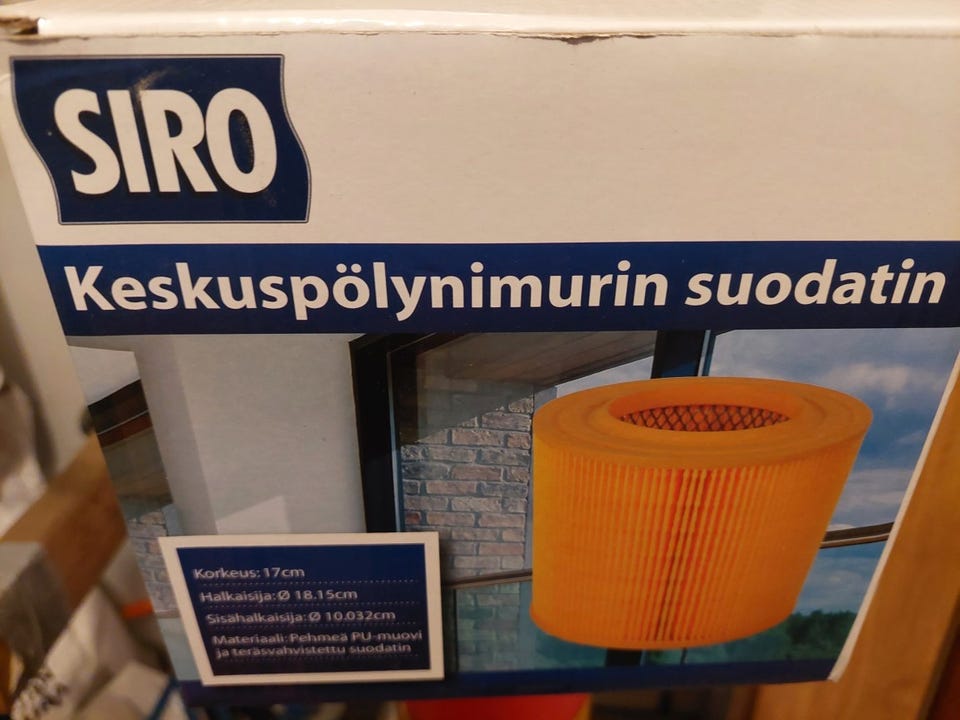 SIRO
Keskuspölynimurin suodatin
Korkeus: 17cm
Halkaisija: Ø 18.15cm
Sisähalkaisija: Ø 10.032cm
Materiaali: Pehmeä PU-muovi
ja teräsvahvistettu suodatin